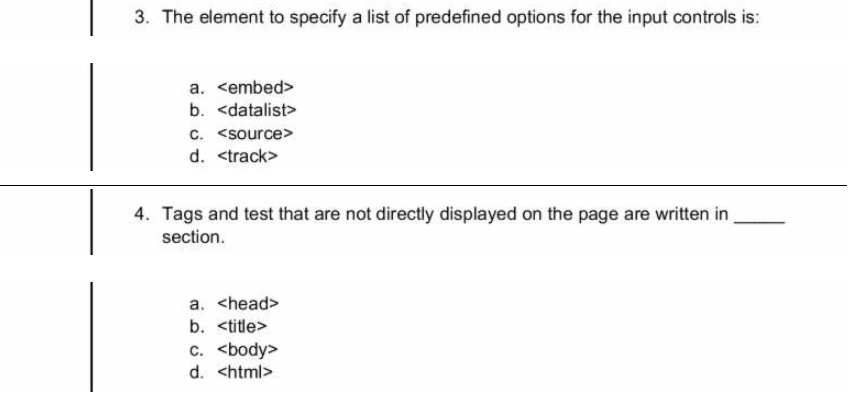 3. The element to specify a list of predefined options for the input controls is:
a. <embed>
b. <datalist>
c. <source>
d. <track>
4. Tags and test that are not directly displayed on the page are written in _____
section.
a. <head>
b. <title>
c. <body>
d. <html>